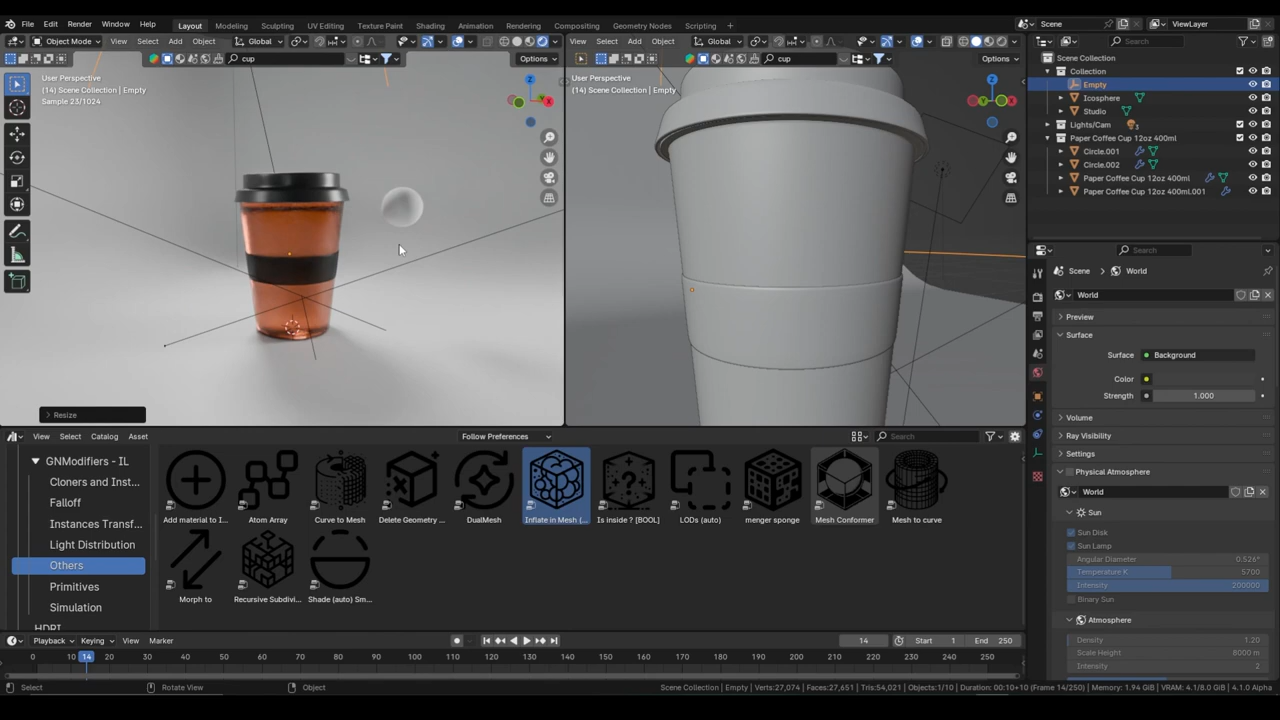 File Edit Render Window Help Layout Modeling Sculpting UV Editing Texture Paint Shading Animation Rendering Compositing Geometry Nodes Scripting + Scene ViewLayer
Object Mode View Select Add Object Global View Select Add Object Global Search
cup Options cup Options
User Perspective
(14) Scene Collection | Empty
Sample 23/1024
Z
User Perspective
(14) Scene Collection | Empty
Z
Scene Collection
Collection
Empty
Icosphere
Studio
Lights/Cam 3
Paper Coffee Cup 12oz 400ml
Circle.001
Circle.002
Paper Coffee Cup 12oz 400ml
Paper Coffee Cup 12oz 400ml.001
Search
Scene > World
World
Preview
Surface
Surface Background
Color
Strength 1.000
Volume
Ray Visibility
Settings
Physical Atmosphere
World
Sun
Sun Disk
Sun Lamp
Angular Diameter 0.526°
Temperature K 5700
Intensity 200000
Binary Sun
Atmosphere
Density 1.20
Scale Height 8000 m
Intensity 2
> Resize
View Select Catalog Asset Follow Preferences Search
GNModifiers - IL
Cloners and Inst...
Falloff
Instances Transf...
Light Distribution
Others
Primitives
Simulation
HDRI
Add material to I... Atom Array Curve to Mesh Delete Geometry ... DualMesh Inflate in Mesh (... Is inside ? [BOOL] LODs (auto) menger sponge Mesh Conformer Mesh to curve
Morph to Recursive Subdivi... Shade (auto) Sm...
Playback Keying View Marker 14 Start 1 End 250
0 10 14 20 30 40 50 60 70 80 90 100 110 120 130 140 150 160 170 180 190 200 210 220 230 240 250
Select Rotate View Object Scene Collection | Empty | Verts:27,074 | Faces:27,651 | Tris:54,021 | Objects:1/10 | Duration: 00:10+10 (Frame 14/250) | Memory: 1.94 GiB | VRAM: 4.1/8.0 GiB | 4.1.0 Alpha